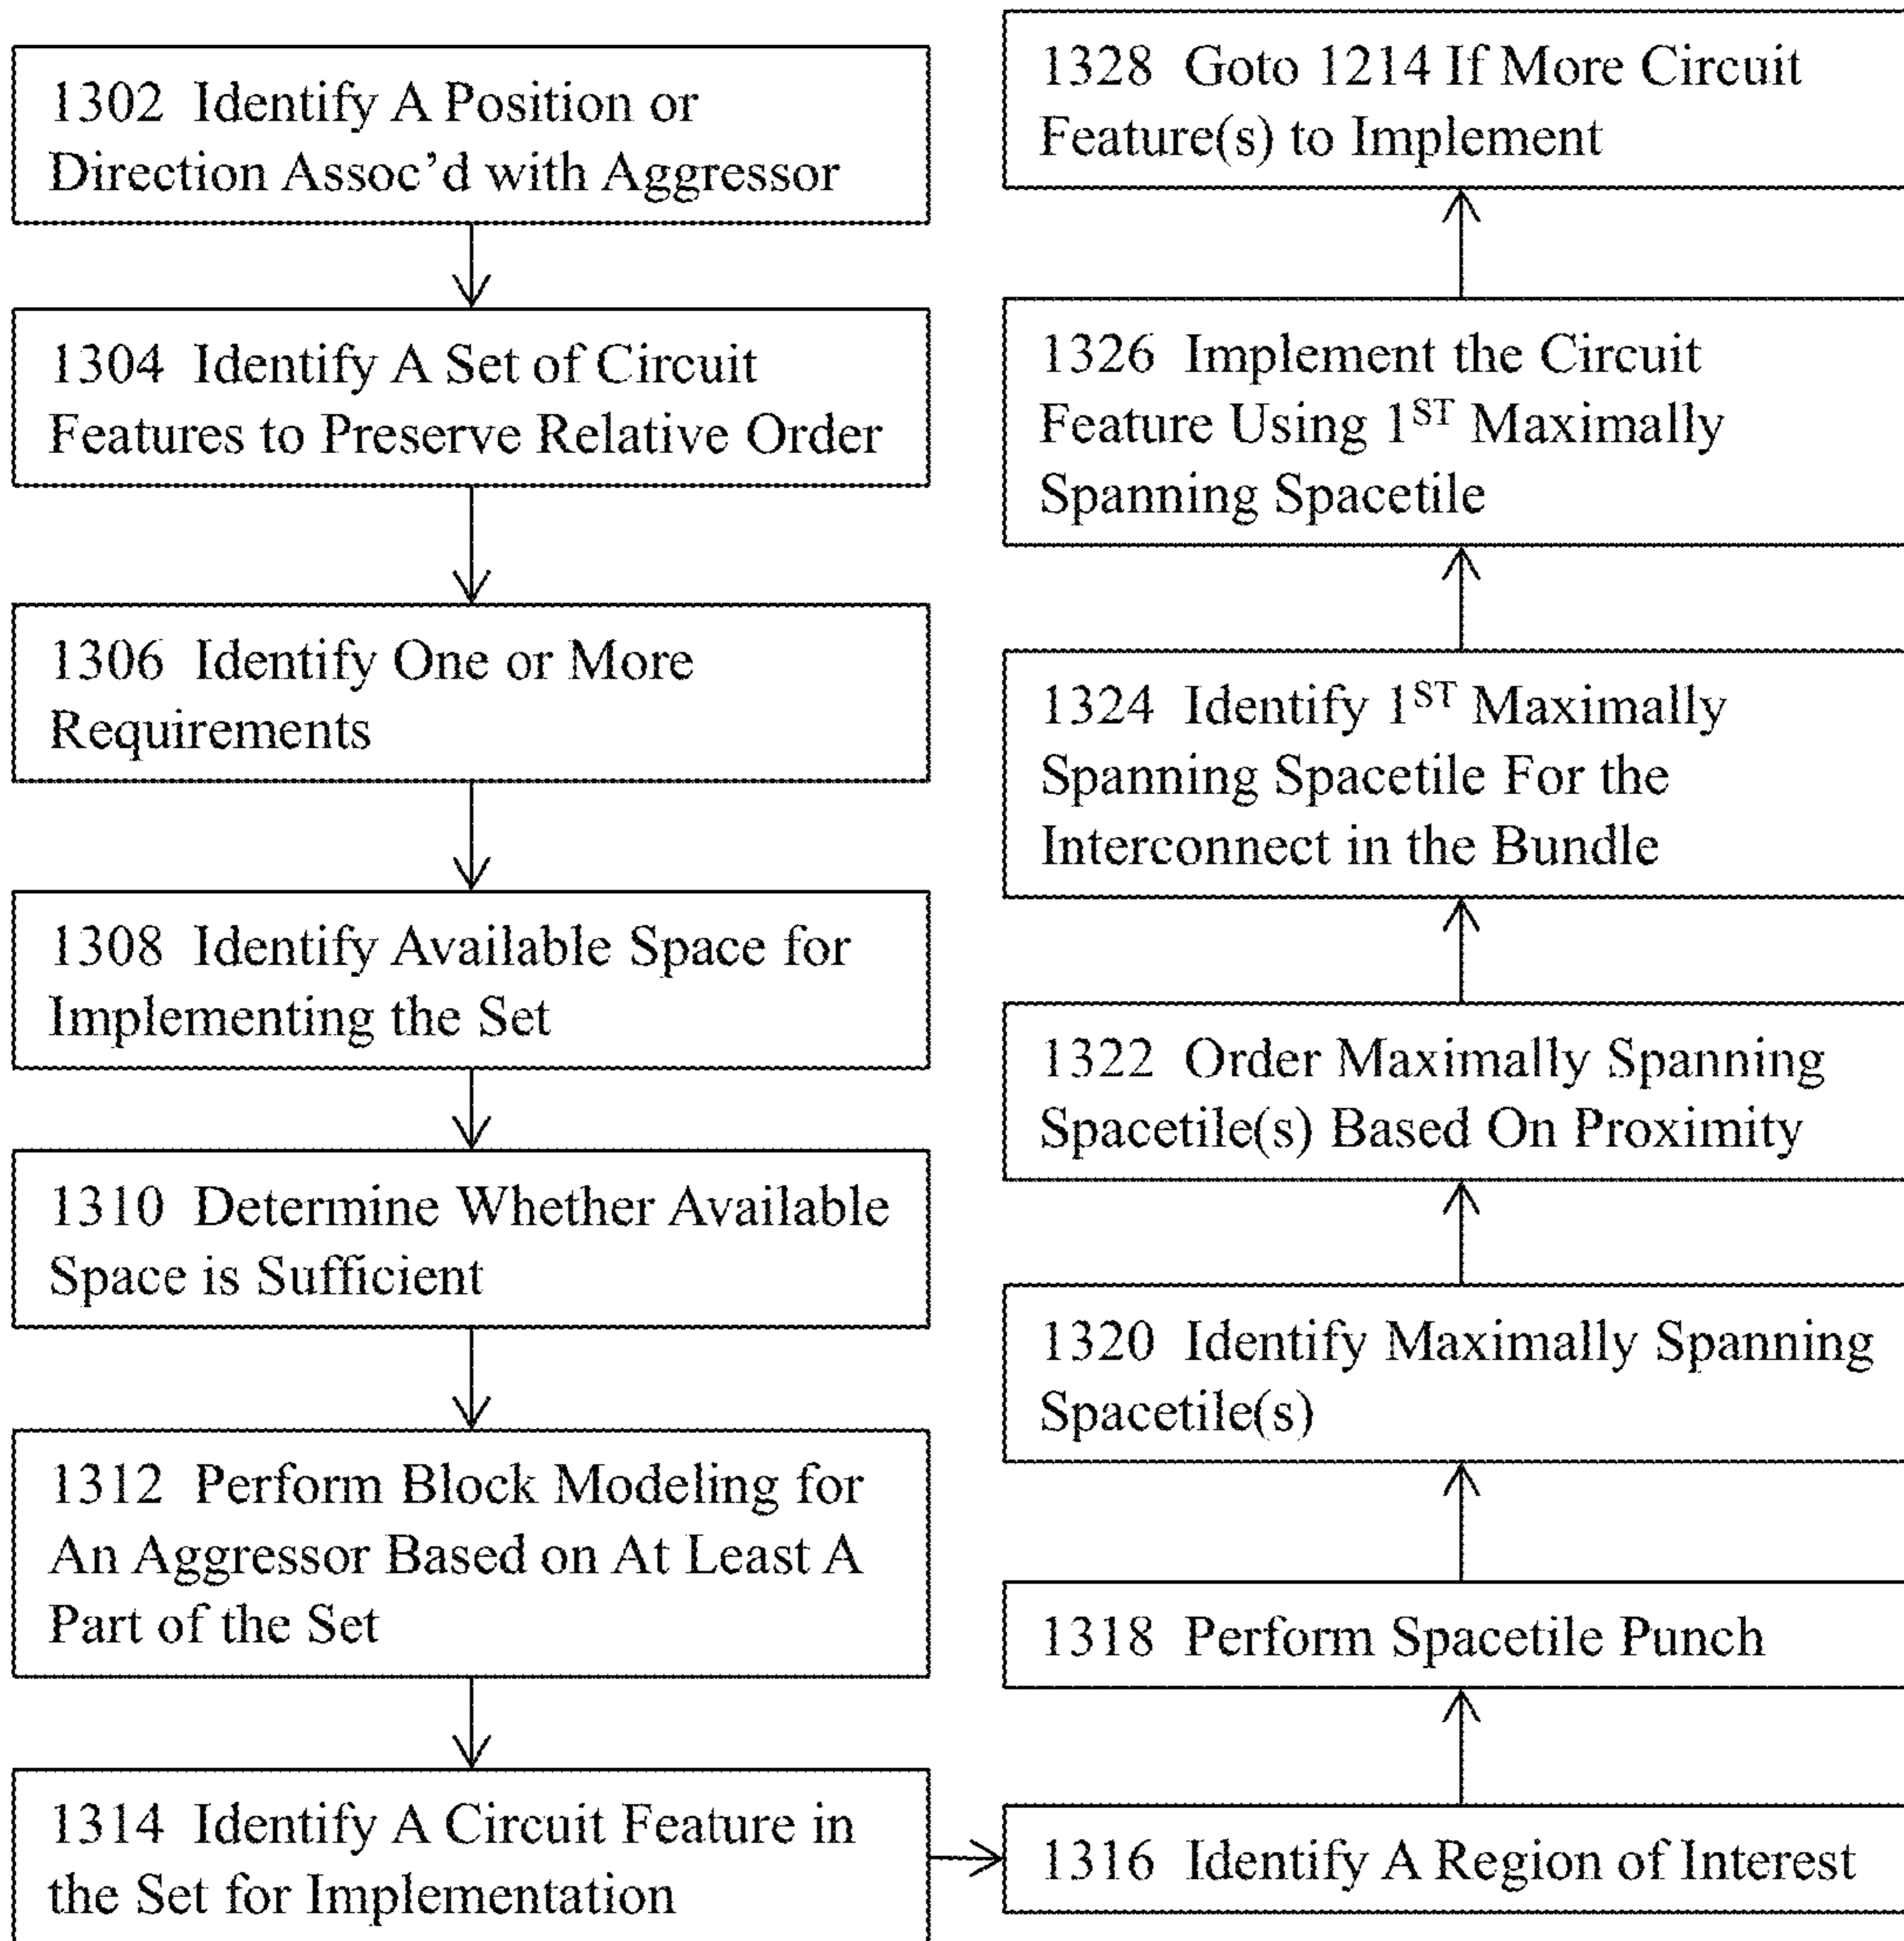 1302 Identify A Position or
Direction Assoc'd with Aggressor
1304 Identify A Set of Circuit
Features to Preserve Relative Order
1306 Identify One or More
Requirements
1308 Identify Available Space for
Implementing the Set
1310 Determine Whether Available
Space is Sufficient
1312 Perform Block Modeling for
An Aggressor Based on At Least A
Part of the Set
1314 Identify A Circuit Feature in
the Set for Implementation
1316 Identify A Region of Interest
1318 Perform Spacetile Punch
1320 Identify Maximally Spanning
Spacetile(s)
1322 Order Maximally Spanning
Spacetile(s) Based On Proximity
1324 Identify 1ST Maximally
Spanning Spacetile For the
Interconnect in the Bundle
1326 Implement the Circuit
Feature Using 1ST Maximally
Spanning Spacetile
1328 Goto 1214 If More Circuit
Feature(s) to Implement